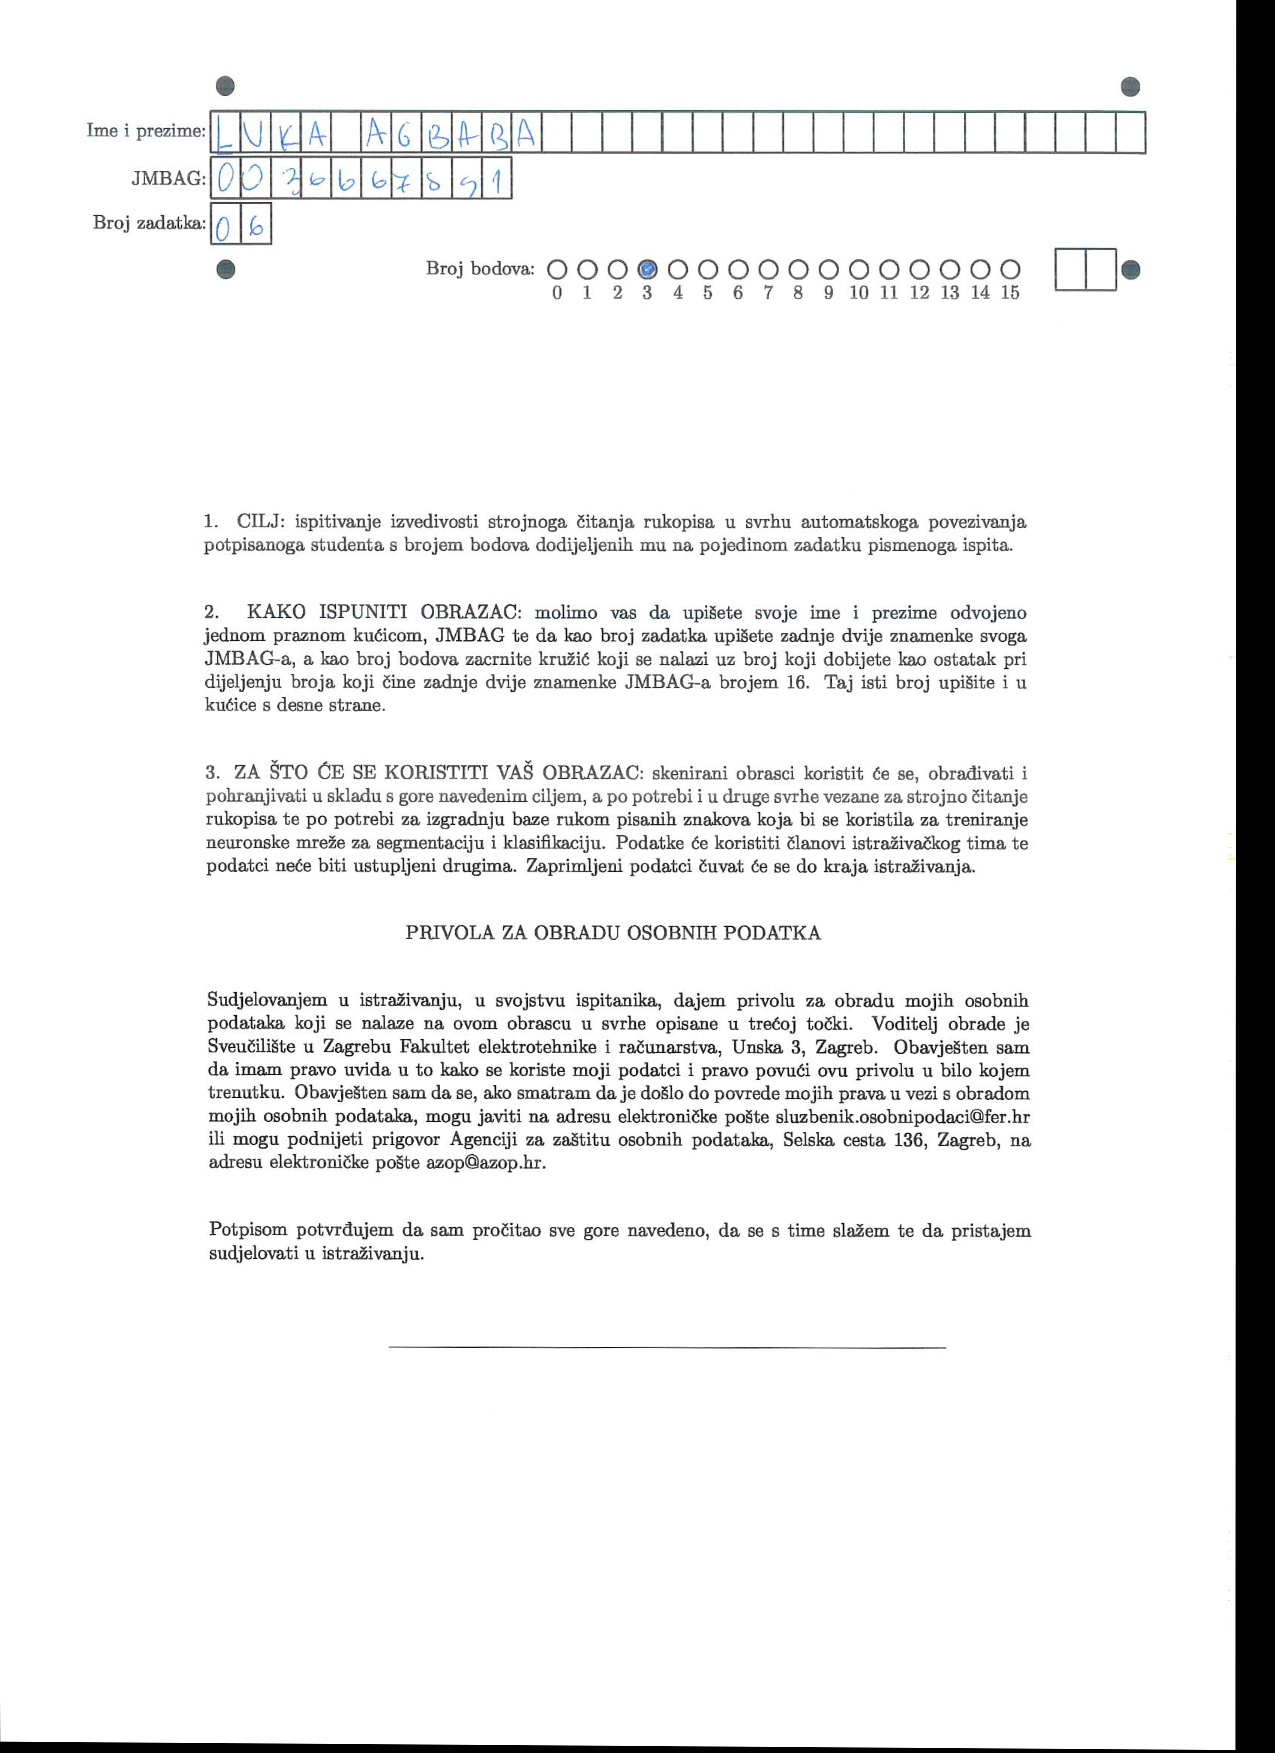 Ime i prezime: LUKA AGBABA
JMBAG: 0036667891
Broj zadatka: 06
Broj bodova:
0 1 2 3 4 5 6 7 8 9 10 11 12 13 14 15
1. CILJ: ispitivanje izvedivosti strojnoga čitanja rukopisa u svrhu automatskoga povezivanja
potpisanoga studenta s brojem bodova dodijeljenih mu na pojedinom zadatku pismenoga ispita.
2. KAKO ISPUNITI OBRAZAC: molimo vas da upišete svoje ime i prezime odvojeno
jednom praznom kućicom, JMBAG te da kao broj zadatka upišete zadnje dvije znamenke svoga
JMBAG-a, a kao broj bodova zacrnite kružić koji se nalazi uz broj koji dobijete kao ostatak pri
dijeljenju broja koji čine zadnje dvije znamenke JMBAG-a brojem 16. Taj isti broj upišite i u
kućice s desne strane.
3. ZA ŠTO ĆE SE KORISTITI VAŠ OBRAZAC: skenirani obrasci koristit će se, obrađivati i
pohranjivati u skladu s gore navedenim ciljem, a po potrebi i u druge svrhe vezane za strojno čitanje
rukopisa te po potrebi za izgradnju baze rukom pisanih znakova koja bi se koristila za treniranje
neuronske mreže za segmentaciju i klasifikaciju. Podatke će koristiti članovi istraživačkog tima te
podatci neće biti ustupljeni drugima. Zaprimljeni podatci čuvat će se do kraja istraživanja.
PRIVOLA ZA OBRADU OSOBNIH PODATKA
Sudjelovanjem u istraživanju, u svojstvu ispitanika, dajem privolu za obradu mojih osobnih
podataka koji se nalaze na ovom obrascu u svrhe opisane u trećoj točki. Voditelj obrade je
Sveučilište u Zagrebu Fakultet elektrotehnike i računarstva, Unska 3, Zagreb. Obavješten sam
da imam pravo uvida u to kako se koriste moji podatci i pravo povući ovu privolu u bilo kojem
trenutku. Obavješten sam da se, ako smatram da je došlo do povrede mojih prava u vezi s obradom
mojih osobnih podataka, mogu javiti na adresu elektroničke pošte sluzbenik.osobnipodaci@fer.hr
ili mogu podnijeti prigovor Agenciji za zaštitu osobnih podataka, Selska cesta 136, Zagreb, na
adresu elektroničke pošte azop@azop.hr.
Potpisom potvrđujem da sam pročitao sve gore navedeno, da se s time slažem te da pristajem
sudjelovati u istraživanju.